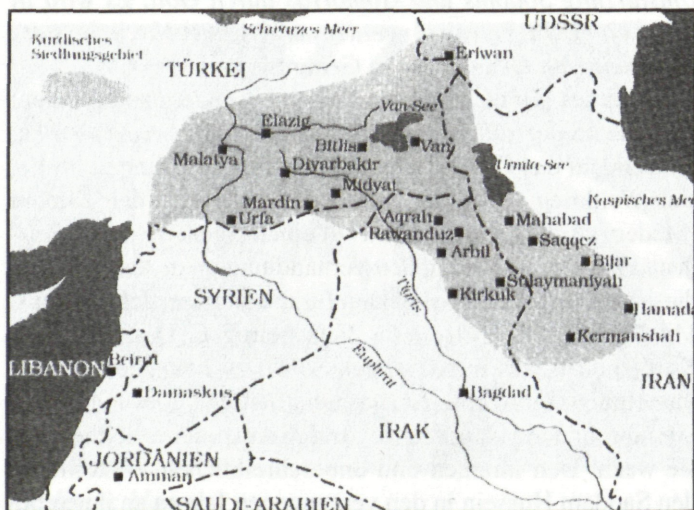 Kurdisches
Siedlungsgebiet
Schwarzes Meer
UDSSR
TÜRKEI
Eriwan
Van-See
Elazig
Bitlis
Van
Malatya
Diyarbakir
Urmia-See
Midyat
Kaspisches Meer
Mardin
Urfa
Aqrah
Mahabad
Rawanduz
Saqqez
Arbil
Bijar
SYRIEN
Tigris
Kirkuk
Sulaymaniyah
Hamada
Kermanshah
LIBANON
Beirut
Euphrat
IRAN
Damaskus
Bagdad
IRAK
JORDANIEN
Amman
SAUDI-ARABIEN